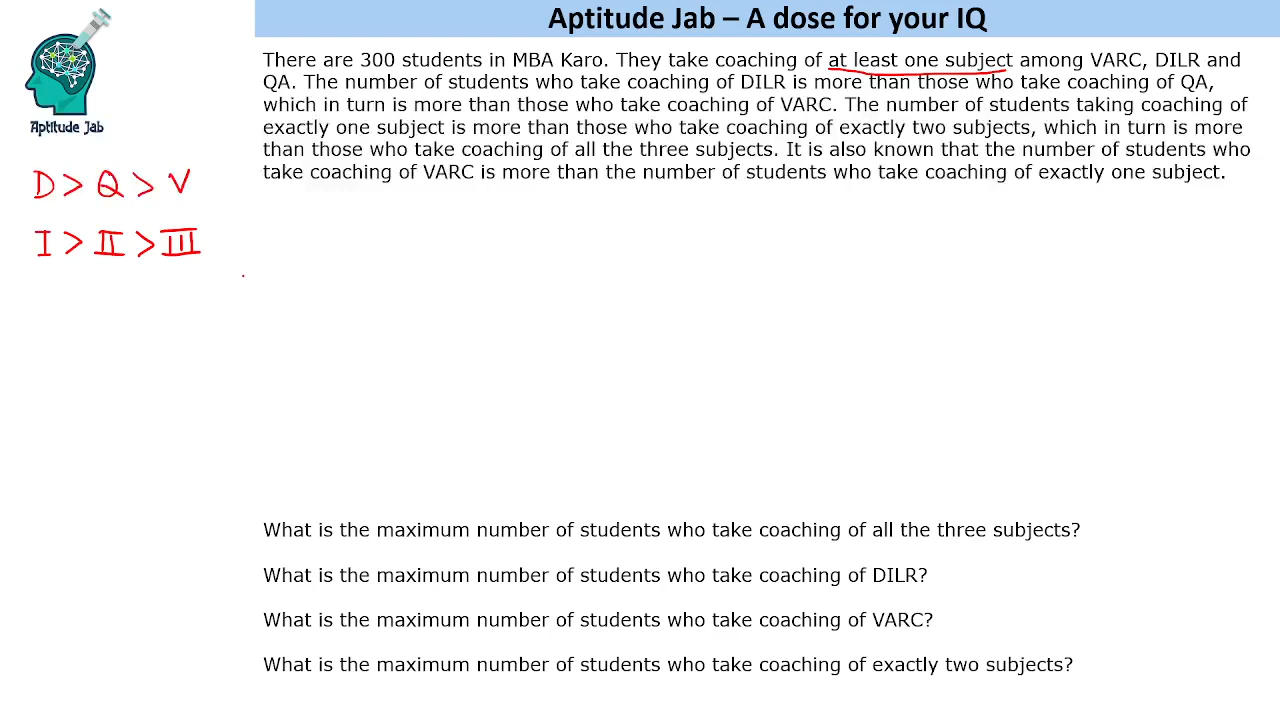 Aptitude Jab – A dose for your IQ
Aptitude Jab
There are 300 students in MBA Karo. They take coaching of at least one subject among VARC, DILR and
QA. The number of students who take coaching of DILR is more than those who take coaching of QA,
which in turn is more than those who take coaching of VARC. The number of students taking coaching of
exactly one subject is more than those who take coaching of exactly two subjects, which in turn is more
than those who take coaching of all the three subjects. It is also known that the number of students who
take coaching of VARC is more than the number of students who take coaching of exactly one subject.
D > Q > V
I > II > III
What is the maximum number of students who take coaching of all the three subjects?
What is the maximum number of students who take coaching of DILR?
What is the maximum number of students who take coaching of VARC?
What is the maximum number of students who take coaching of exactly two subjects?